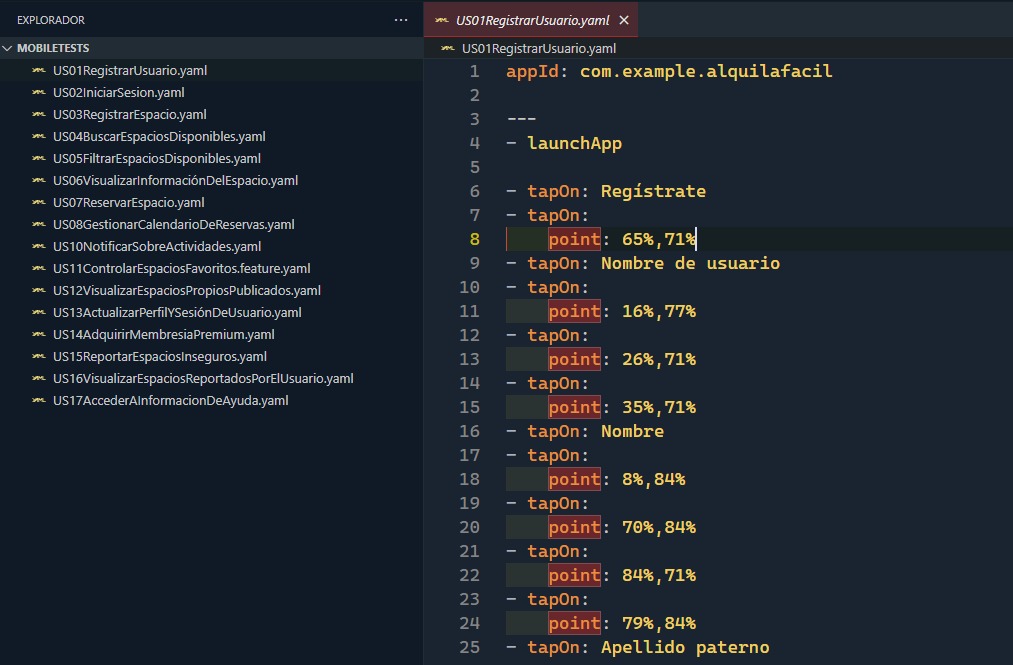 EXPLORADOR ...
MOBILETESTS
US01RegistrarUsuario.yaml
US02IniciarSesion.yaml
US03RegistrarEspacio.yaml
US04BuscarEspaciosDisponibles.yaml
US05FiltrarEspaciosDisponibles.yaml
US06VisualizarInformaciónDelEspacio.yaml
US07ReservarEspacio.yaml
US08GestionarCalendarioDeReservas.yaml
US10NotificarSobreActividades.yaml
US11ControlarEspaciosFavoritos.feature.yaml
US12VisualizarEspaciosPropiosPublicados.yaml
US13ActualizarPerfilYSesiónDeUsuario.yaml
US14AdquirirMembresiaPremium.yaml
US15ReportarEspaciosInseguros.yaml
US16VisualizarEspaciosReportadosPorElUsuario.yaml
US17AccederAInformacionDeAyuda.yaml
US01RegistrarUsuario.yaml
US01RegistrarUsuario.yaml
1 appId: com.example.alquilafacil
2
3 ---
4 - launchApp
5
6 - tapOn: Regístrate
7 - tapOn:
8 point: 65%,71%
9 - tapOn: Nombre de usuario
10 - tapOn:
11 point: 16%,77%
12 - tapOn:
13 point: 26%,71%
14 - tapOn:
15 point: 35%,71%
16 - tapOn: Nombre
17 - tapOn:
18 point: 8%,84%
19 - tapOn:
20 point: 70%,84%
21 - tapOn:
22 point: 84%,71%
23 - tapOn:
24 point: 79%,84%
25 - tapOn: Apellido paterno